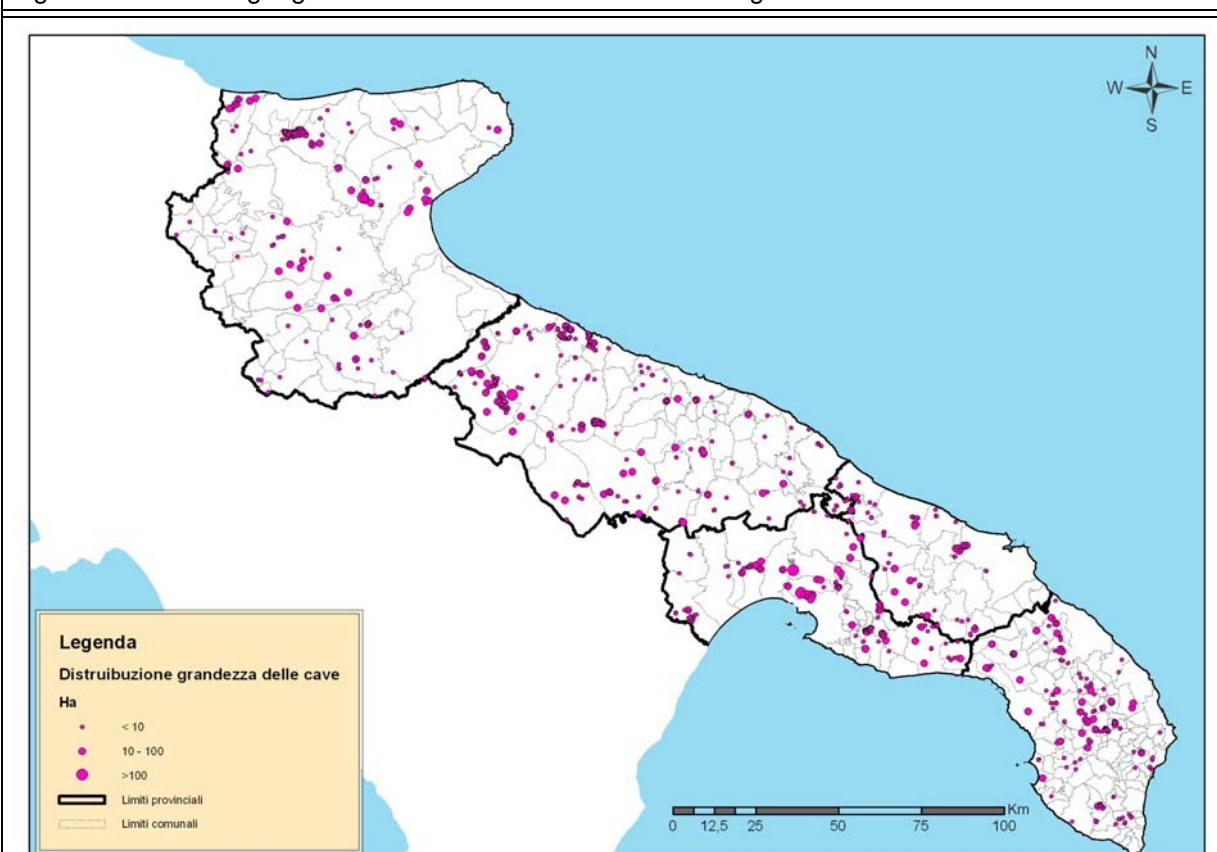 N
W E
S
Legenda
Distruibuzione grandezza delle cave
Ha
< 10
10 - 100
>100
Limiti provinciali
Limiti comunali
Km
0 12,5 25 50 75 100